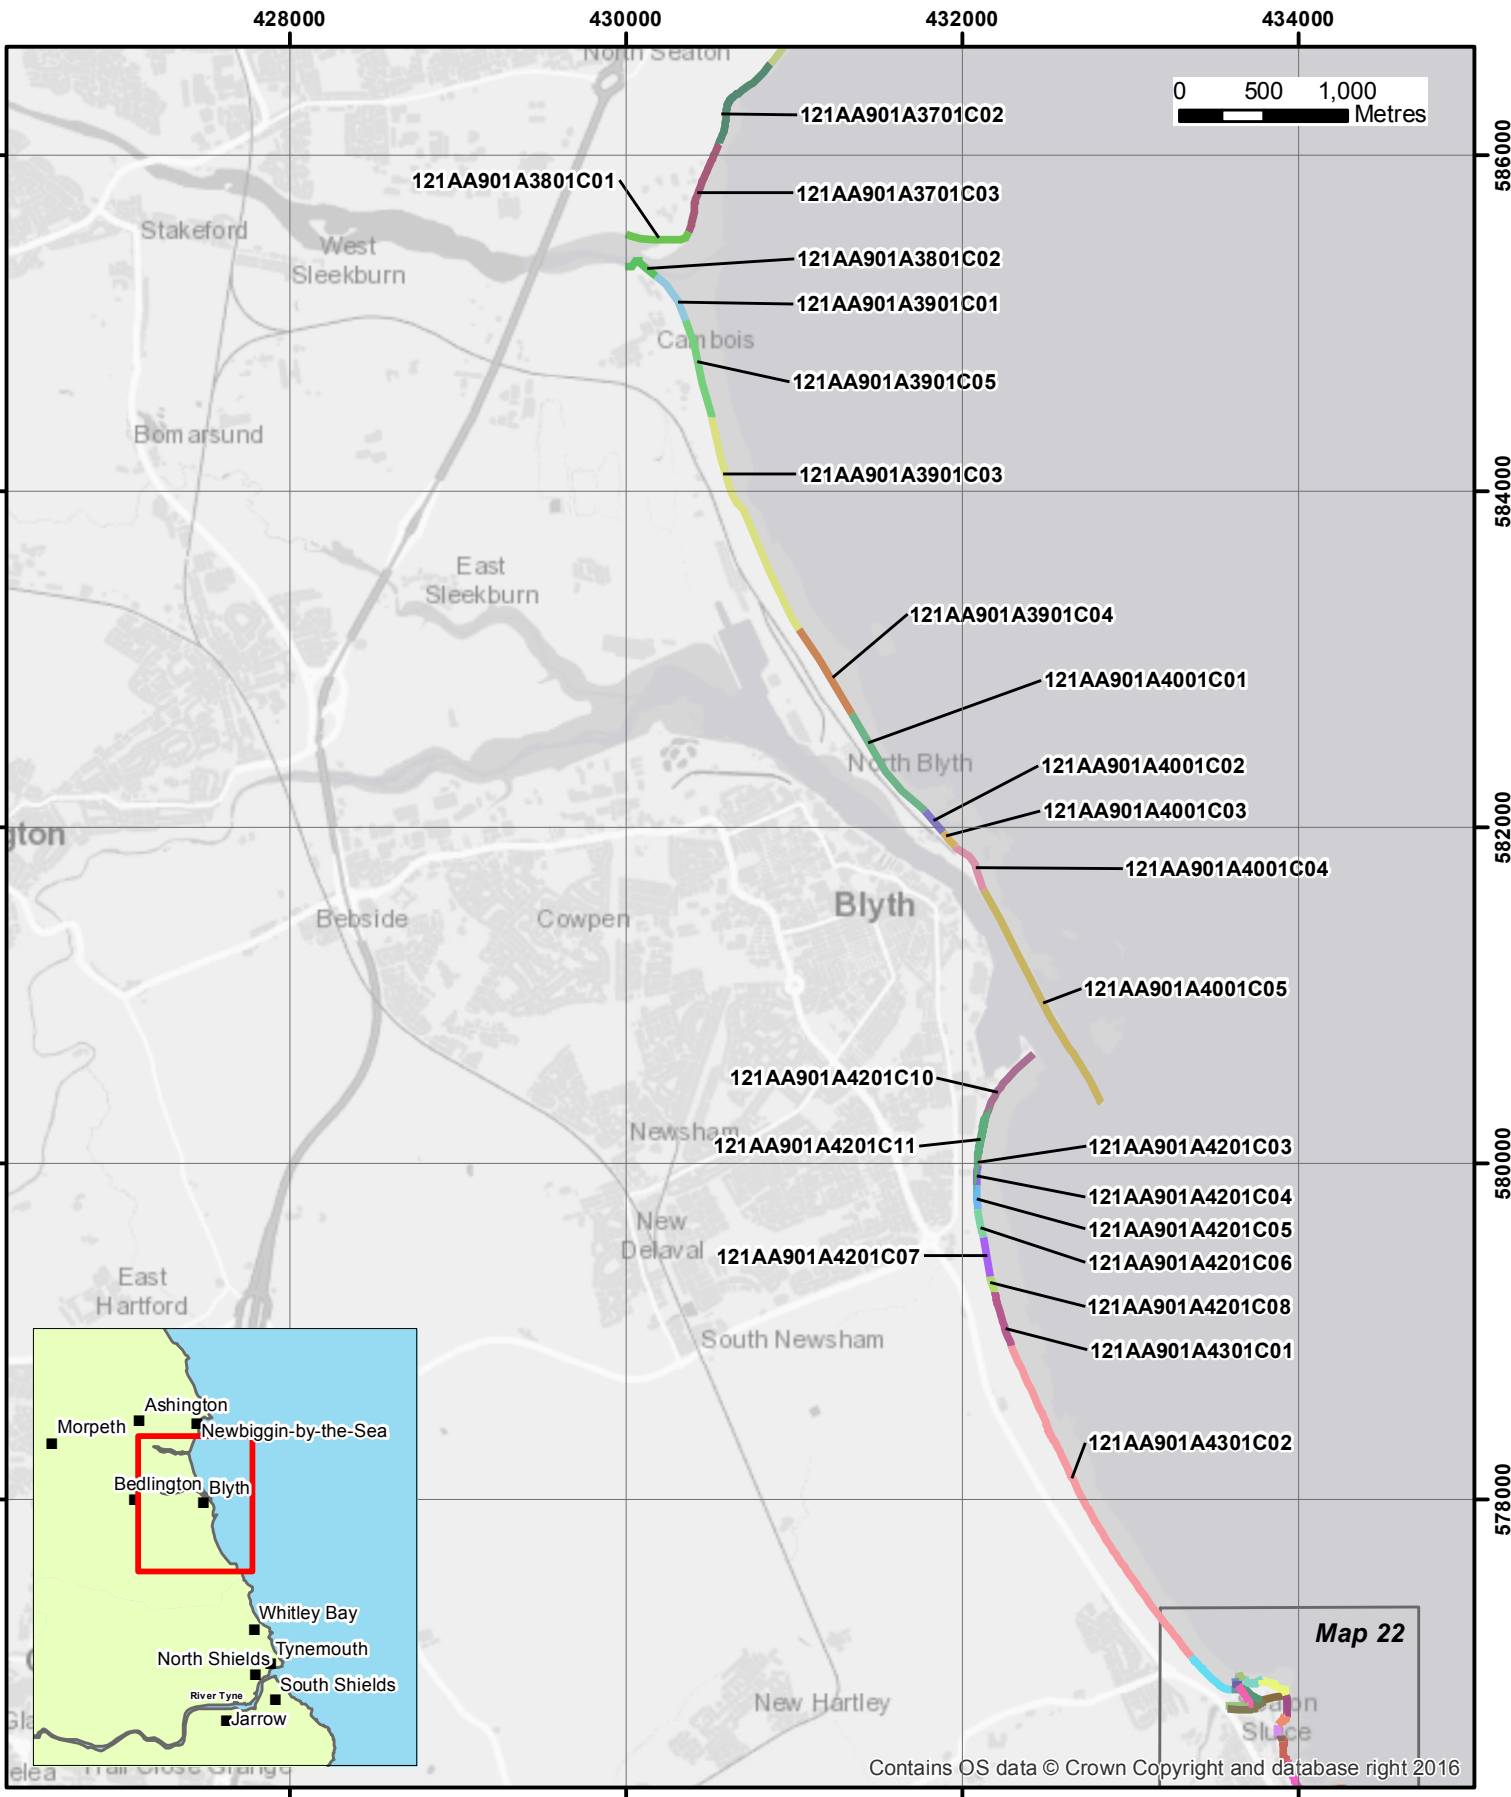 428000
430000
432000
434000
North Seaton
0 500 1,000
Metres
121AA901A3701C02
586000
121AA901A3801C01
121AA901A3701C03
Stakeford
West
Sleekburn
121AA901A3801C02
121AA901A3901C01
Cambois
121AA901A3901C05
Bomarsund
121AA901A3901C03
584000
East
Sleekburn
121AA901A3901C04
121AA901A4001C01
North Blyth
121AA901A4001C02
121AA901A4001C03
582000
gton
121AA901A4001C04
Blyth
Bebside
Cowpen
121AA901A4001C05
121AA901A4201C10
Newsham
121AA901A4201C11
121AA901A4201C03
580000
121AA901A4201C04
New
Delaval
121AA901A4201C05
121AA901A4201C07
121AA901A4201C06
East
Hartford
121AA901A4201C08
South Newsham
121AA901A4301C01
Ashington
Morpeth
Newbiggin-by-the-Sea
121AA901A4301C02
Bedlington
Blyth
578000
Whitley Bay
Map 22
Tynemouth
North Shields
South Shields
River Tyne
Jarrow
New Hartley
Sluice
elea
Contains OS data © Crown Copyright and database right 2016